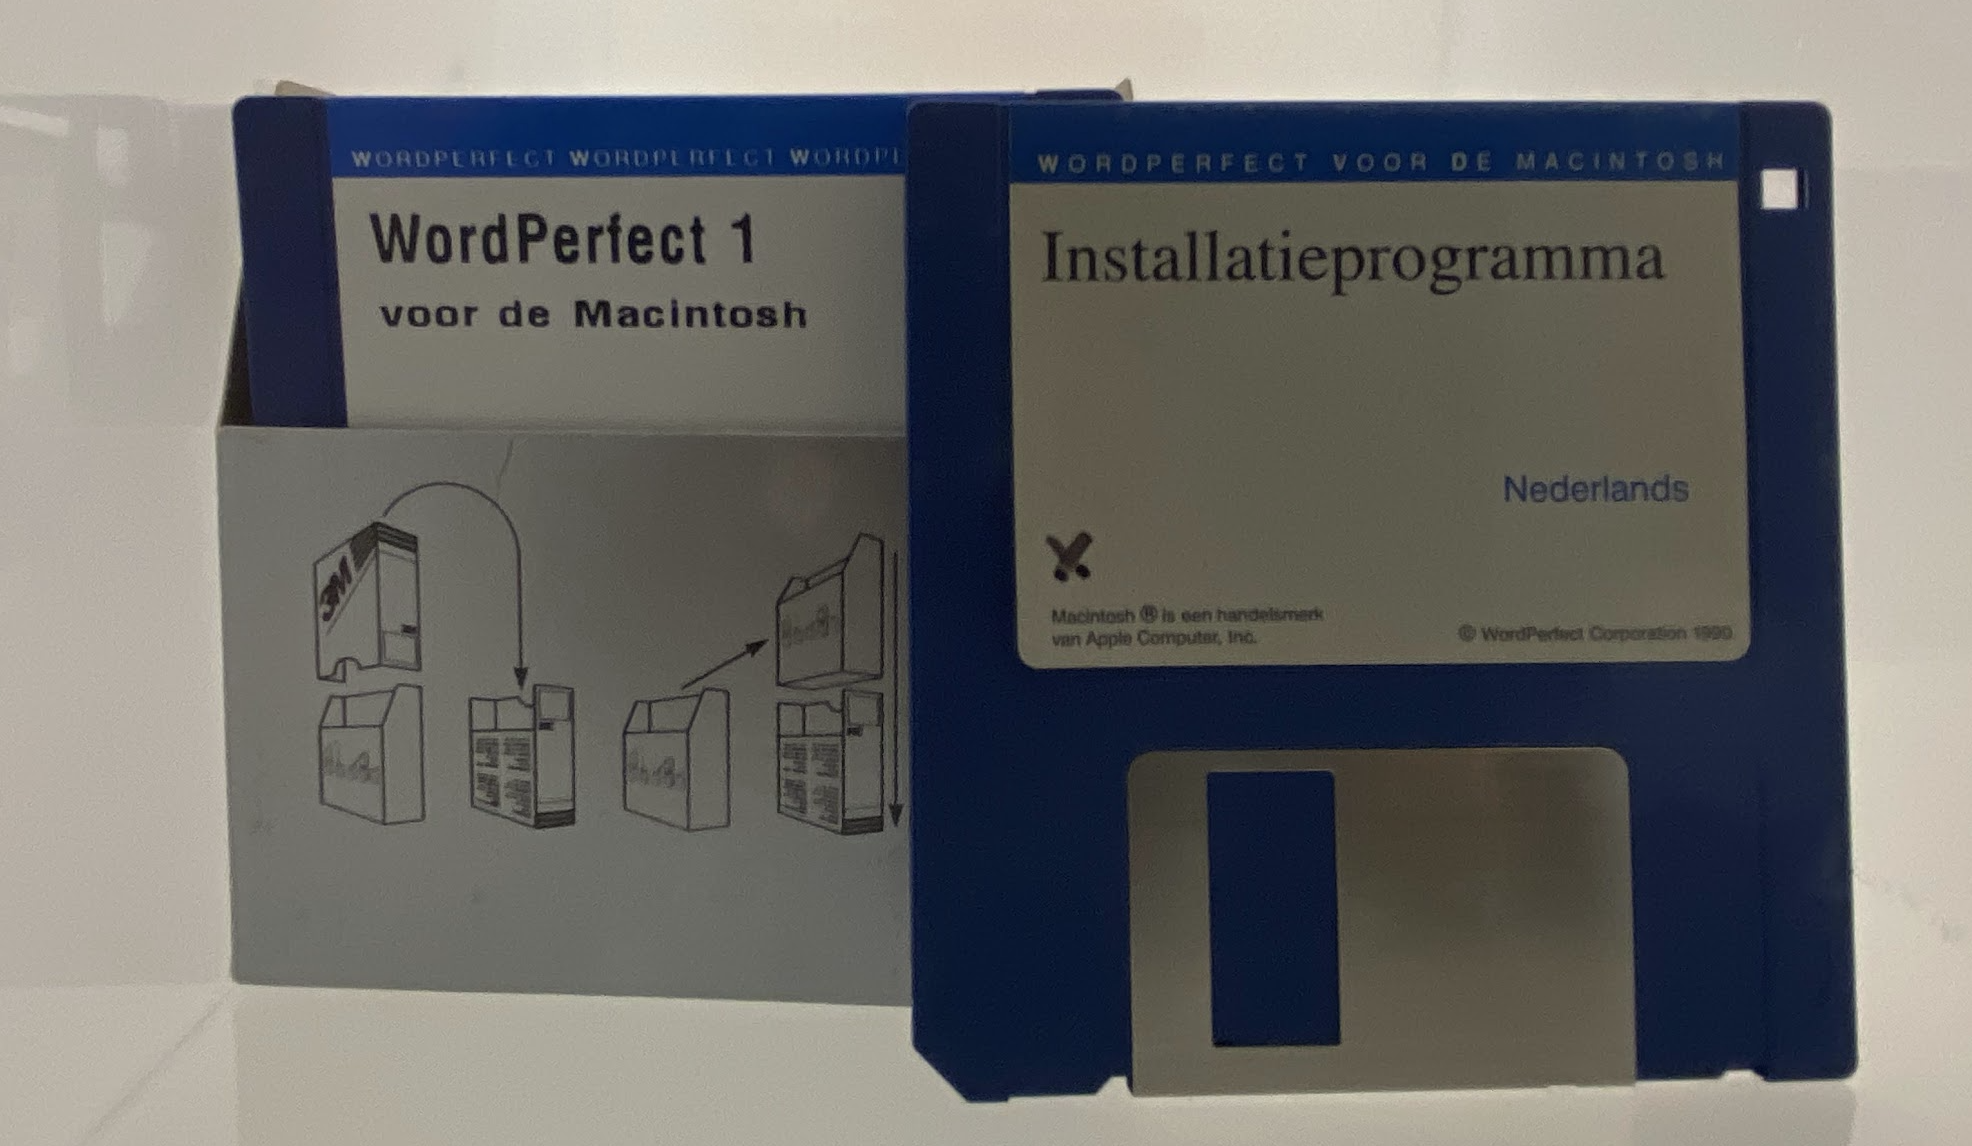 WORDPERFECT WORDPERFECT WORDPE
WordPerfect 1
voor de Macintosh
3M
WORDPERFECT VOOR DE MACINTOSH
Installatieprogramma
Nederlands
Macintosh ® is een handelsmerk
van Apple Computer, Inc.
© WordPerfect Corporation 1990